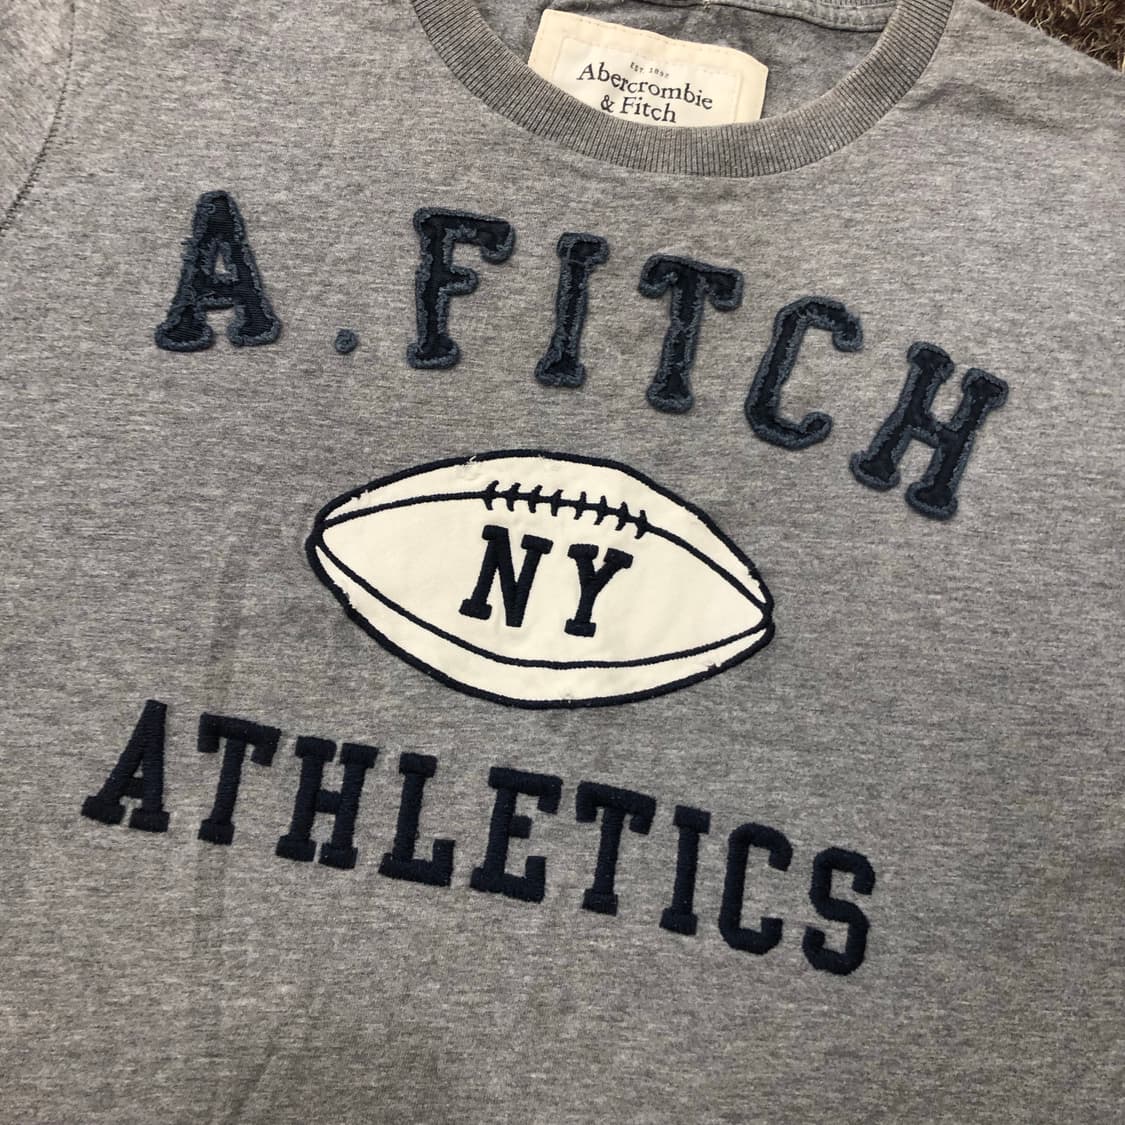 EST. 1892
Abercrombie
& Fitch
A. FITCH
NY
ATHLETICS